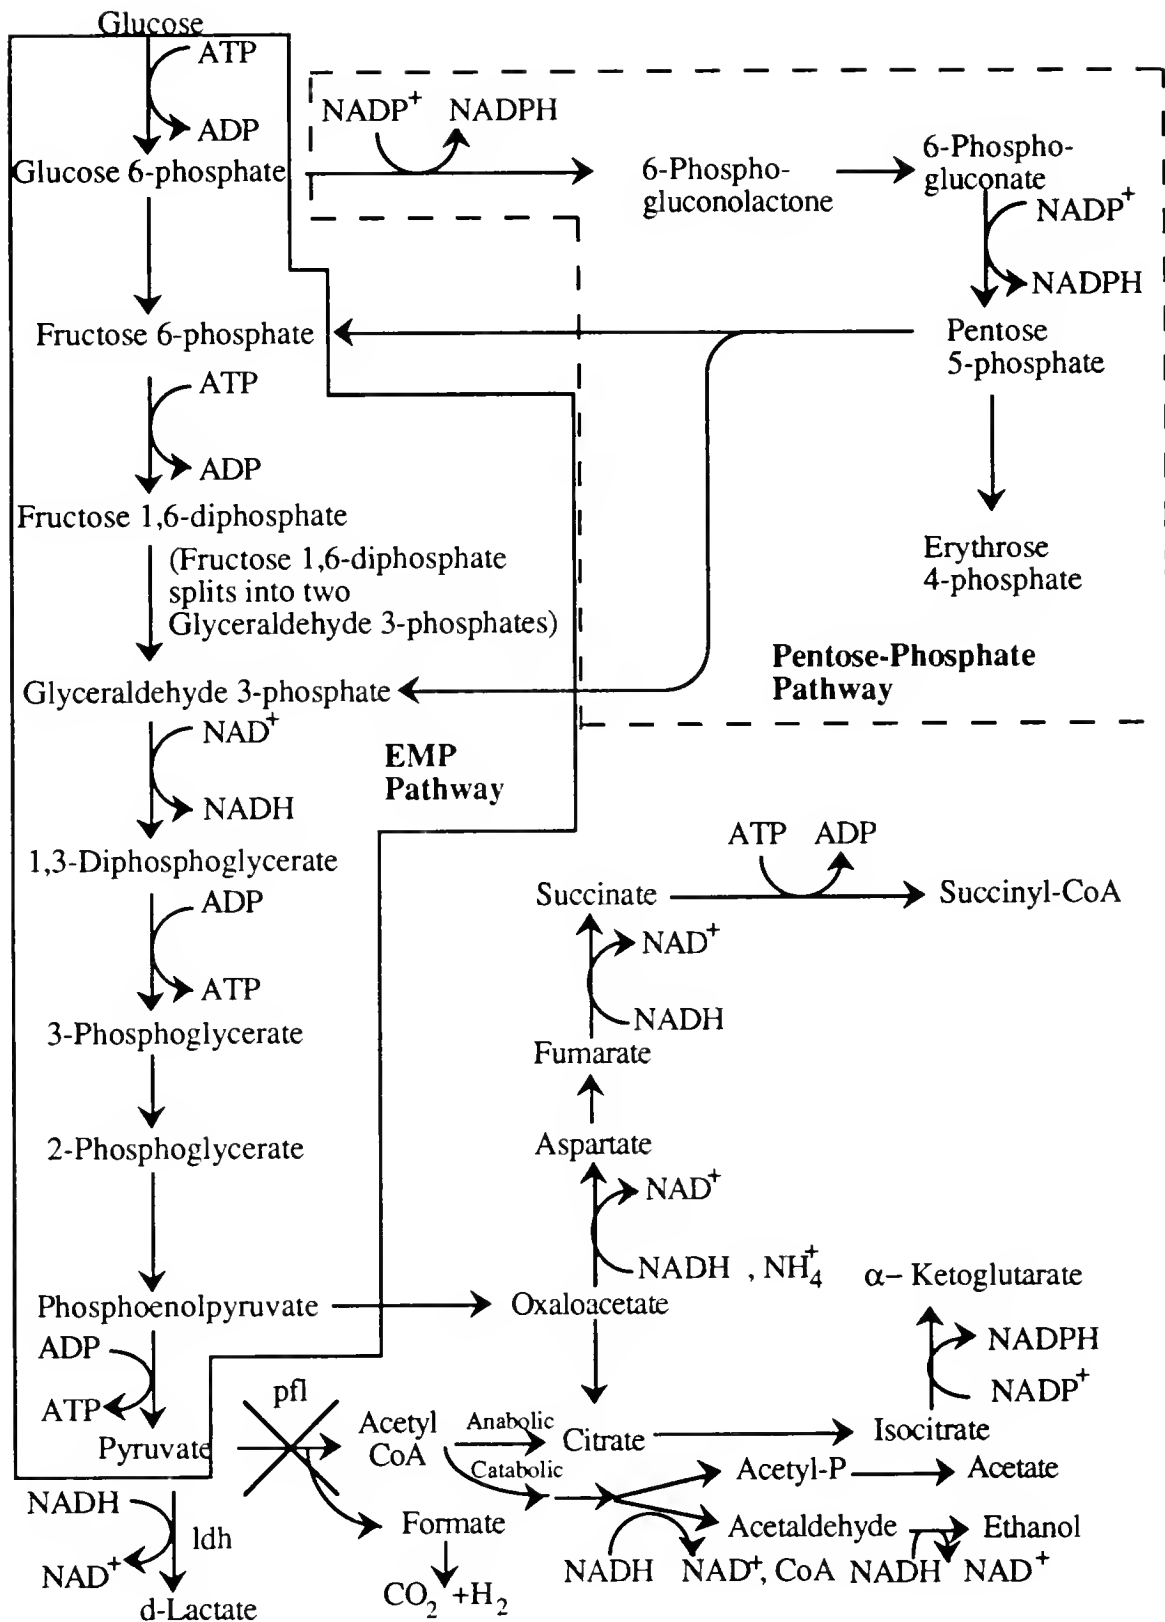 Glucose
ATP
ADP
Glucose 6-phosphate
NADP+ NADPH
6-Phospho-
gluconolactone
6-Phospho-
gluconate
NADP+
NADPH
Fructose 6-phosphate
Pentose
5-phosphate
ATP
ADP
Fructose 1,6-diphosphate
(Fructose 1,6-diphosphate
splits into two
Glyceraldehyde 3-phosphates)
Erythrose
4-phosphate
Pentose-Phosphate
Pathway
Glyceraldehyde 3-phosphate
NAD+
NADH
EMP
Pathway
1,3-Diphosphoglycerate
ADP
ATP
ATP ADP
Succinate
Succinyl-CoA
NAD+
NADH
3-Phosphoglycerate
Fumarate
2-Phosphoglycerate
Aspartate
NAD+
NADH , NH4+
α– Ketoglutarate
Phosphoenolpyruvate
Oxaloacetate
ADP
ATP
NADPH
NADP+
pfl
Pyruvate
Acetyl
CoA
Anabolic
Citrate
Isocitrate
Catabolic
Acetyl-P
Acetate
NADH
ldh
NAD+
Formate
Acetaldehyde
Ethanol
NADH NAD+, CoA NADH NAD+
CO2 +H2
d-Lactate